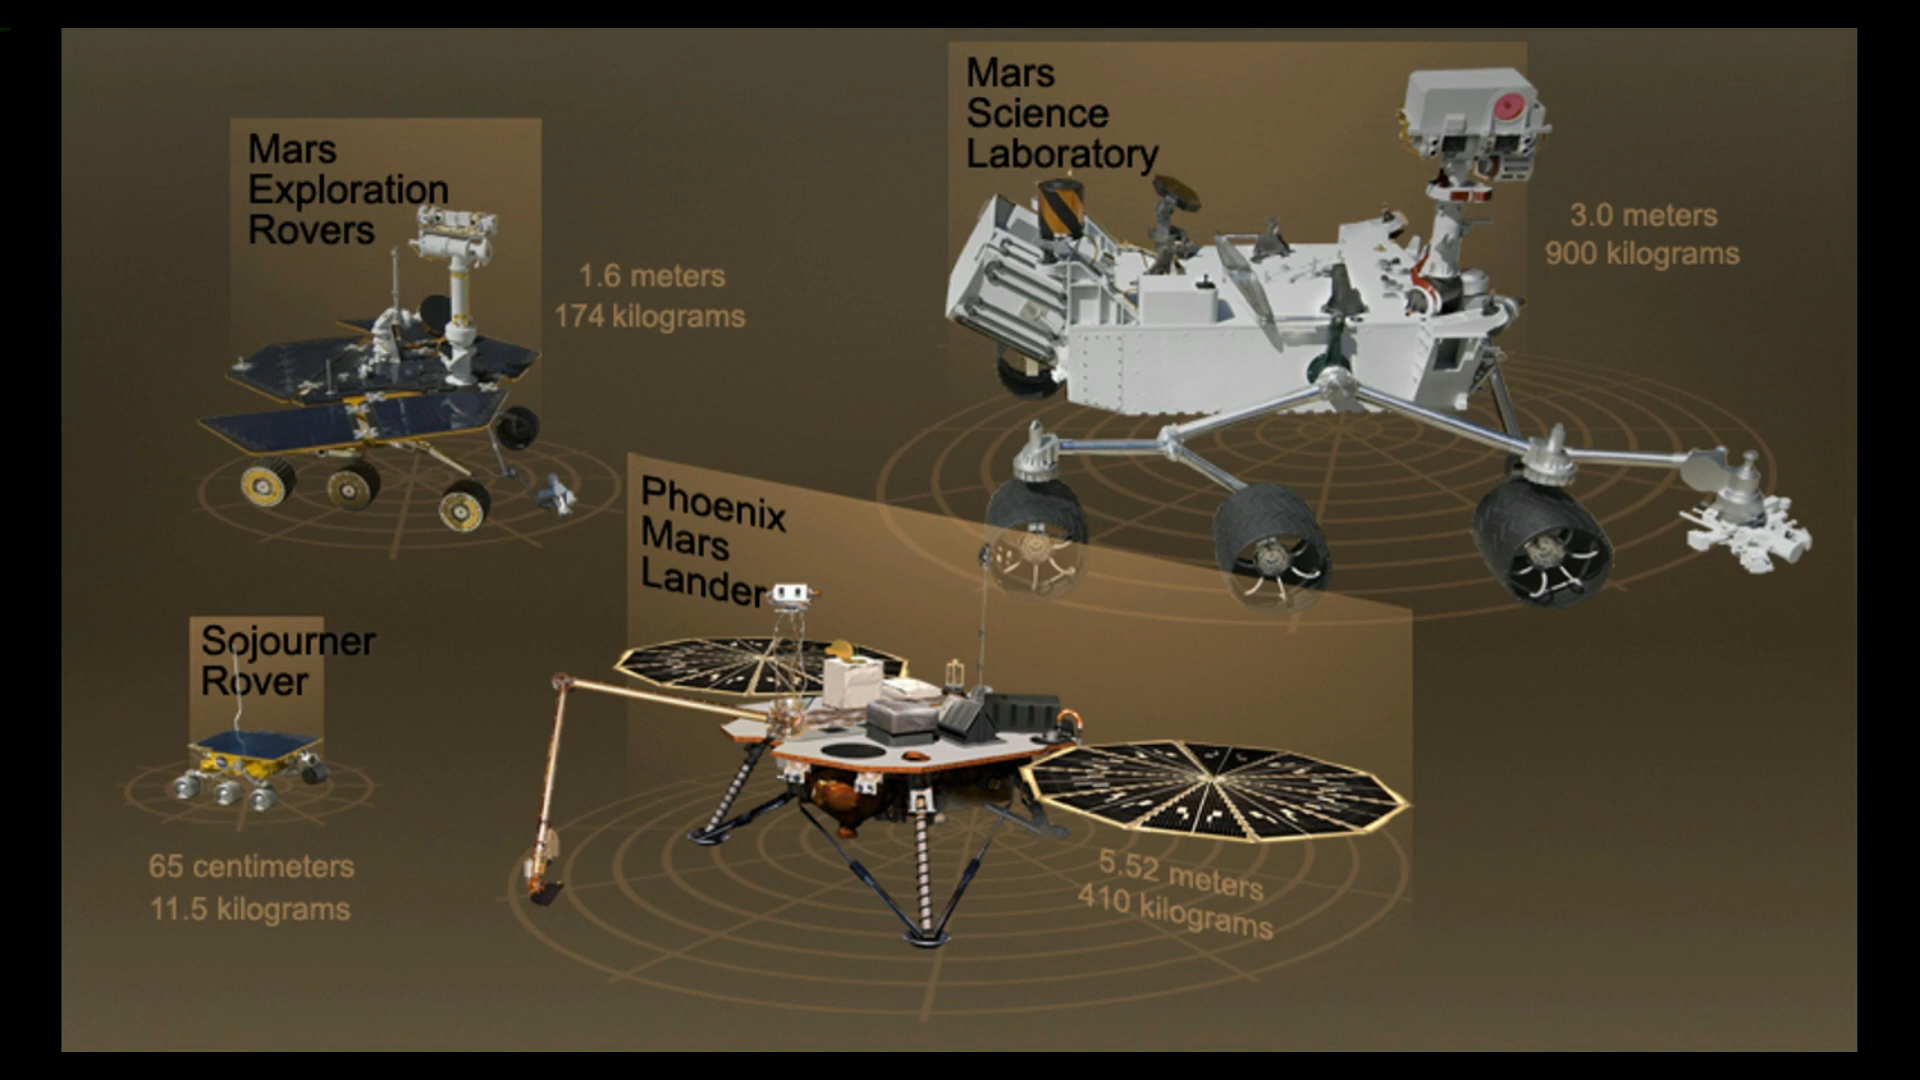 Mars
Exploration
Rovers
1.6 meters
174 kilograms
Mars
Science
Laboratory
3.0 meters
900 kilograms
Phoenix
Mars
Lander
5.52 meters
410 kilograms
Sojourner
Rover
65 centimeters
11.5 kilograms